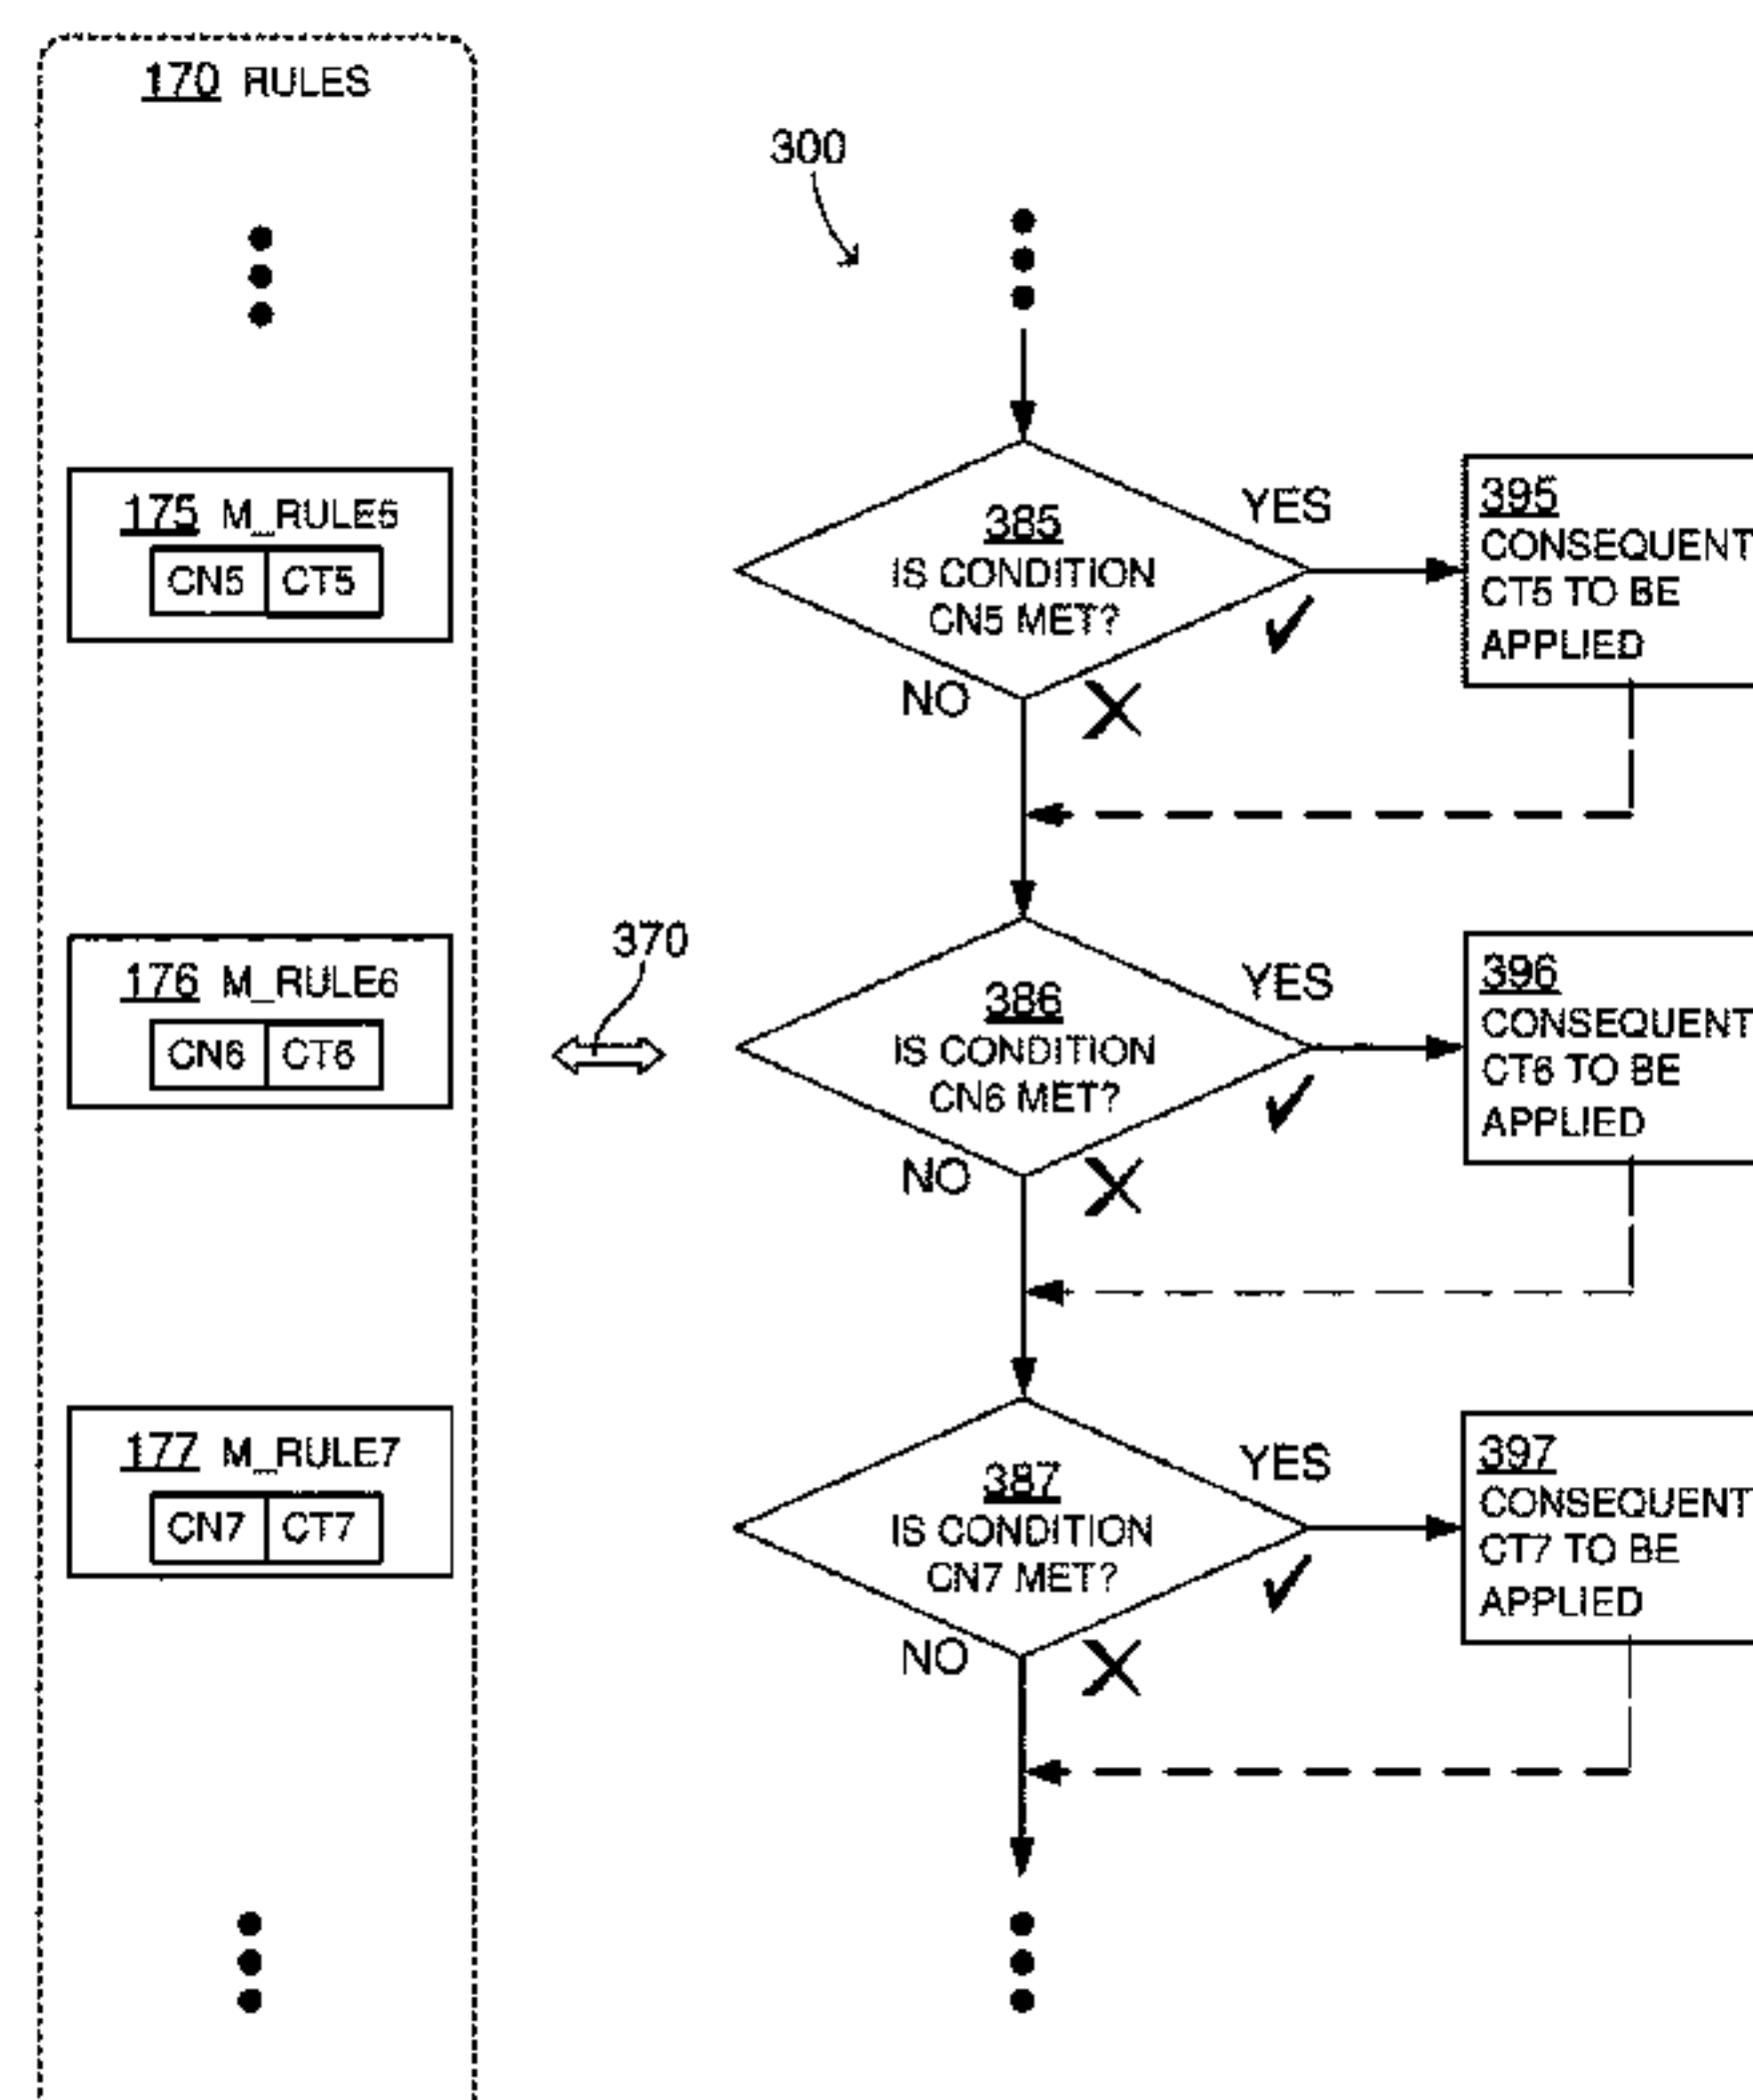 170 RULES
300
175 M_RULE5
CN5 CT5
385
IS CONDITION
CN5 MET?
YES
NO
395
CONSEQUENT
CT5 TO BE
APPLIED
370
176 M_RULE6
CN6 CT6
386
IS CONDITION
CN6 MET?
YES
NO
396
CONSEQUENT
CT6 TO BE
APPLIED
177 M_RULE7
CN7 CT7
387
IS CONDITION
CN7 MET?
YES
NO
397
CONSEQUENT
CT7 TO BE
APPLIED